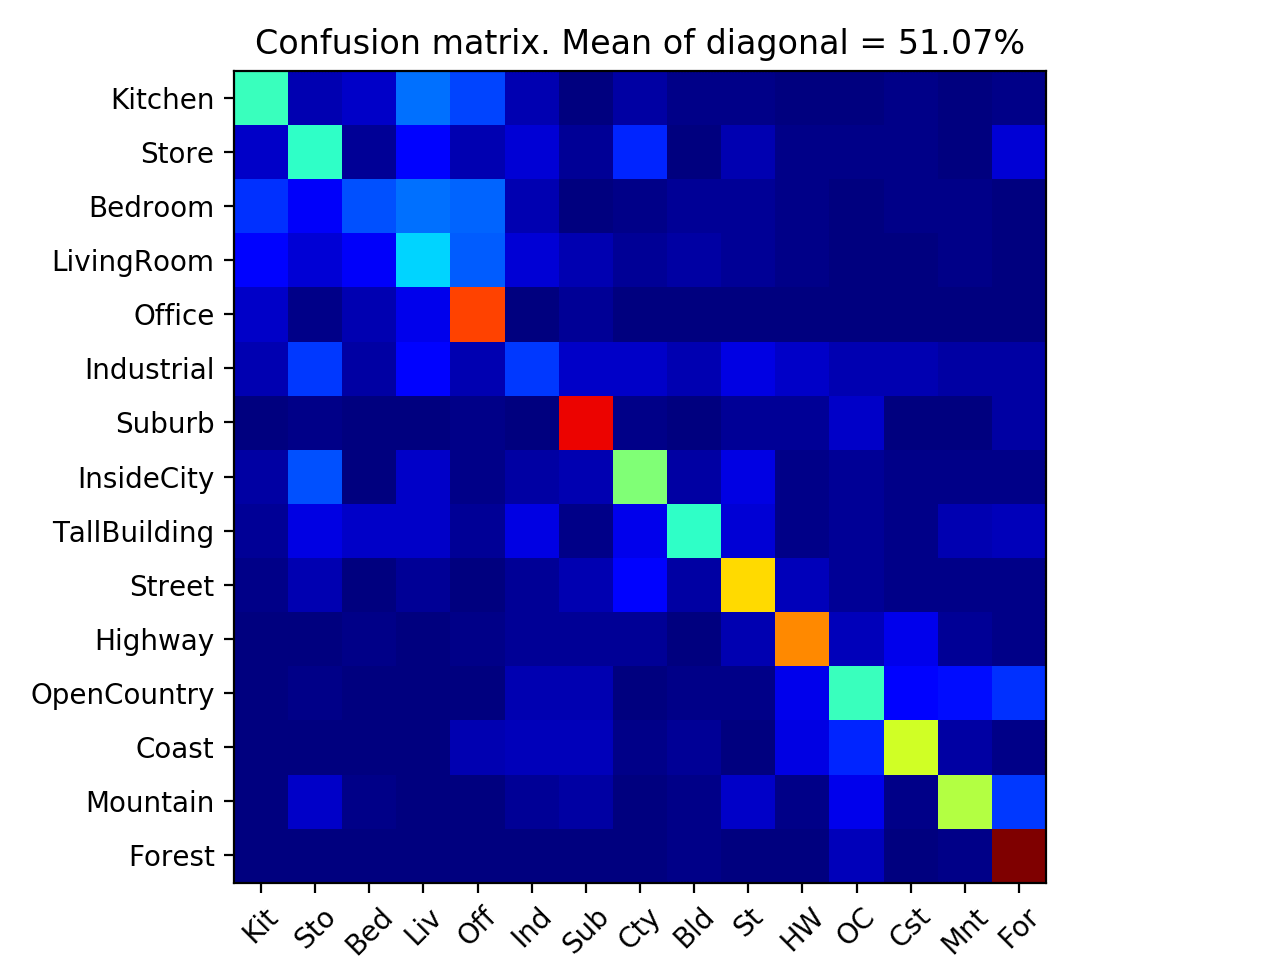 Confusion matrix. Mean of diagonal = 51.07%
Kitchen
Store
Bedroom
LivingRoom
Office
Industrial
Suburb
InsideCity
TallBuilding
Street
Highway
OpenCountry
Coast
Mountain
Forest
Kit Sto Bed Liv Off Ind Sub Cty Bld St HW OC Cst Mnt For